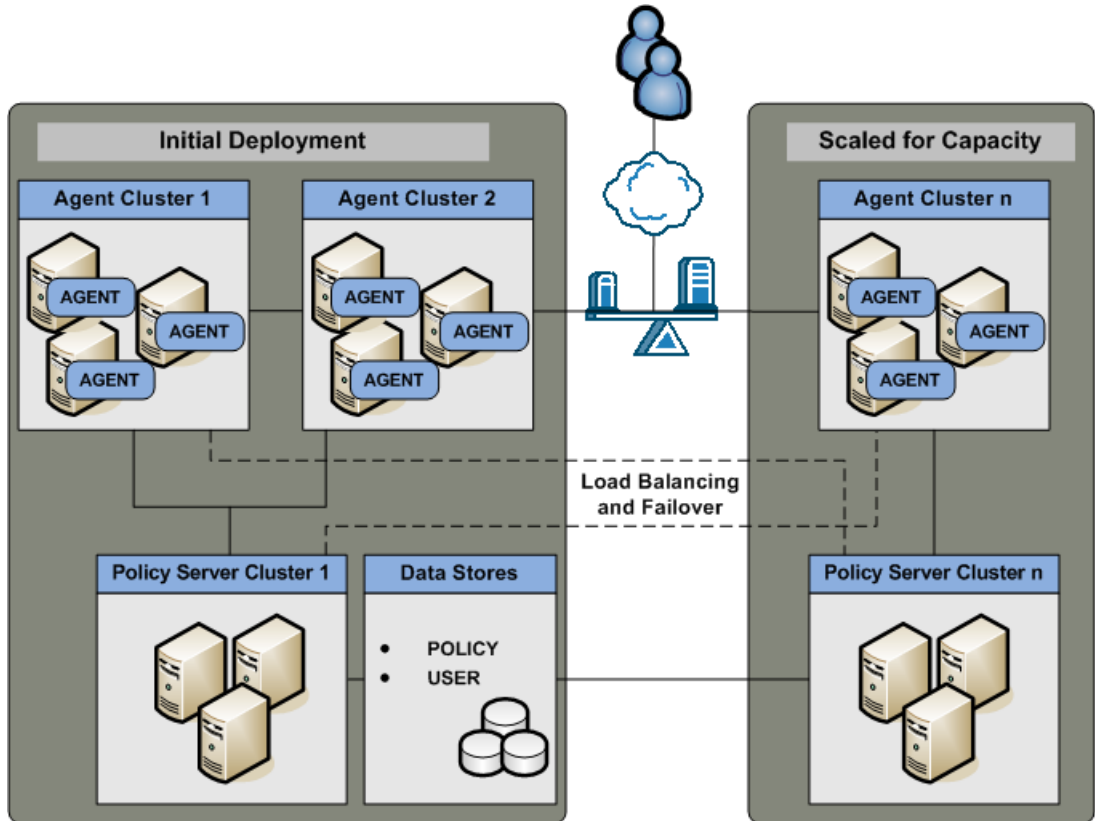 Initial Deployment
Scaled for Capacity
Agent Cluster 1
Agent Cluster 2
Agent Cluster n
AGENT
AGENT
AGENT
AGENT
AGENT
AGENT
AGENT
AGENT
AGENT
Load Balancing
and Failover
Policy Server Cluster 1
Data Stores
Policy Server Cluster n
• POLICY
• USER